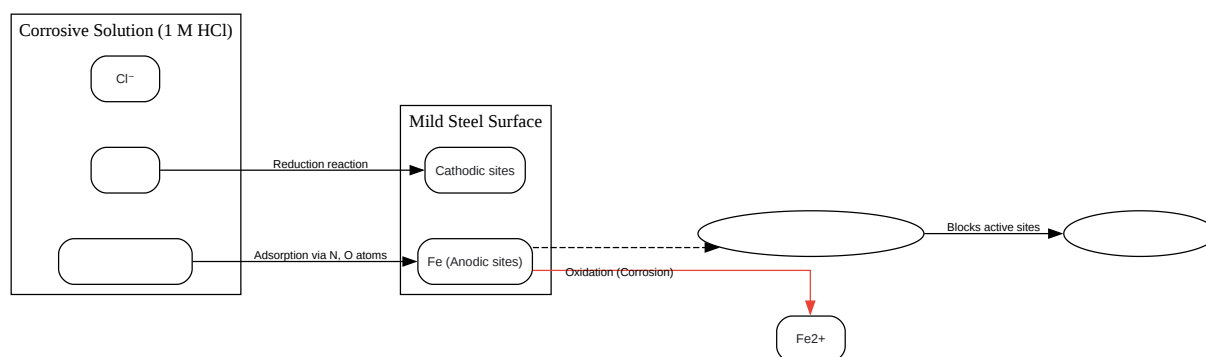 Corrosive Solution (1 M HCl)
Cl⁻
Mild Steel Surface
Reduction reaction
Cathodic sites
Adsorption via N, O atoms
Fe (Anodic sites)
Blocks active sites
Oxidation (Corrosion)
Fe2+